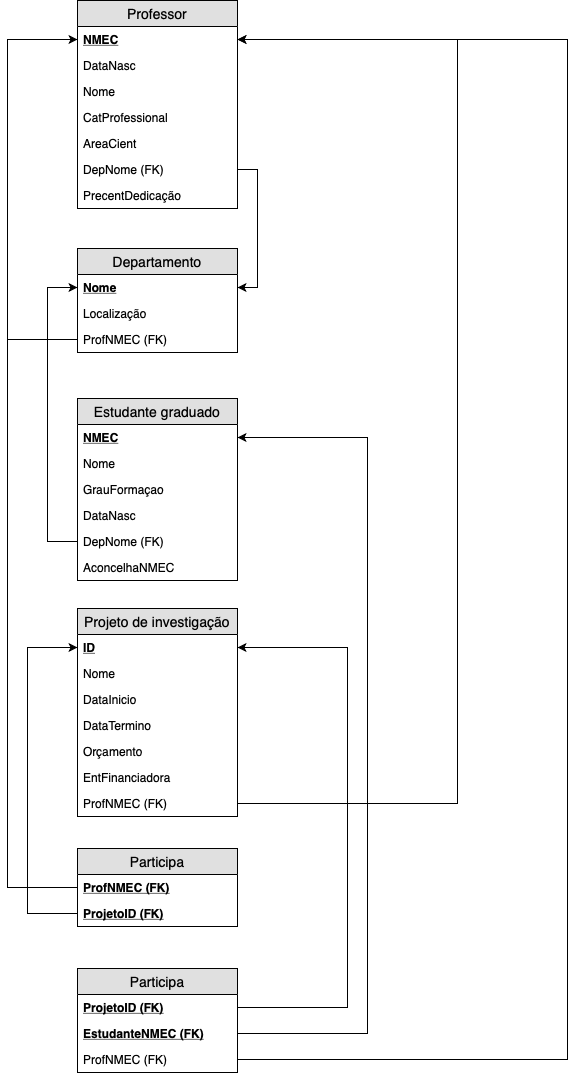 Professor
NMEC
DataNasc
Nome
CatProfessional
AreaCient
DepNome (FK)
PrecentDedicação
Departamento
Nome
Localização
ProfNMEC (FK)
Estudante graduado
NMEC
Nome
GrauFormaçao
DataNasc
DepNome (FK)
AconcelhaNMEC
Projeto de investigação
ID
Nome
DataInicio
DataTermino
Orçamento
EntFinanciadora
ProfNMEC (FK)
Participa
ProfNMEC (FK)
ProjetoID (FK)
Participa
ProjetoID (FK)
EstudanteNMEC (FK)
ProfNMEC (FK)